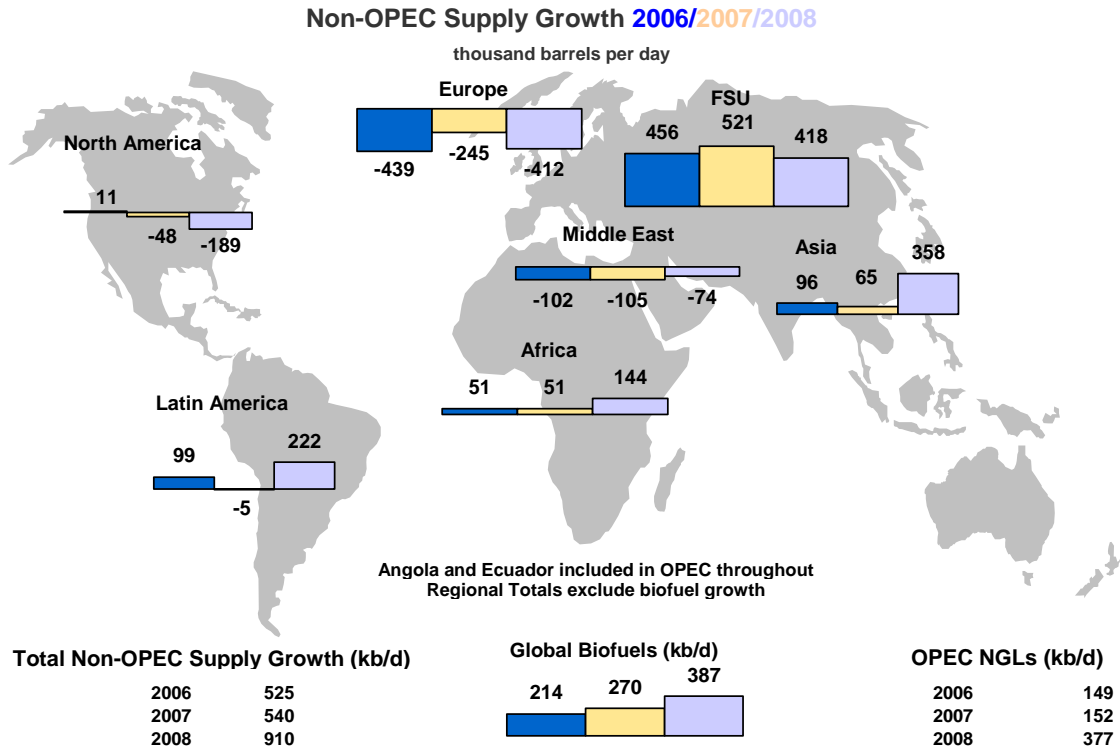 Non-OPEC Supply Growth 2006/2007/2008
thousand barrels per day
Europe
-439
-245
-412
FSU
456
521
418
North America
11
-48
-189
Middle East
-102
-105
-74
Asia
96
65
358
Africa
51
51
144
Latin America
99
-5
222
Angola and Ecuador included in OPEC throughout
Regional Totals exclude biofuel growth
Total Non-OPEC Supply Growth (kb/d)
2006 525
2007 540
2008 910
Global Biofuels (kb/d)
214
270
387
OPEC NGLs (kb/d)
2006 149
2007 152
2008 377